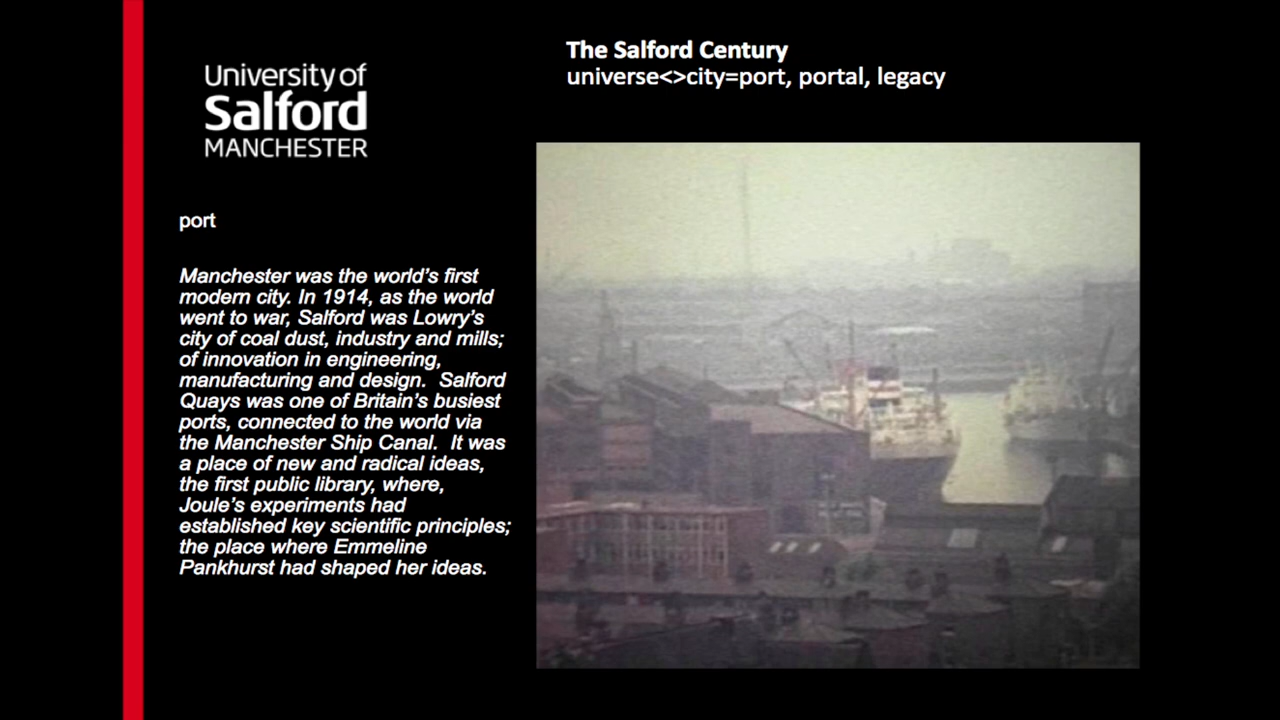 University of
Salford
MANCHESTER
The Salford Century
universe<>city=port, portal, legacy
port
Manchester was the world’s first
modern city. In 1914, as the world
went to war, Salford was Lowry’s
city of coal dust, industry and mills;
of innovation in engineering,
manufacturing and design.  Salford
Quays was one of Britain’s busiest
ports, connected to the world via
the Manchester Ship Canal.  It was
a place of new and radical ideas,
the first public library, where,
Joule’s experiments had
established key scientific principles;
the place where Emmeline
Pankhurst had shaped her ideas.